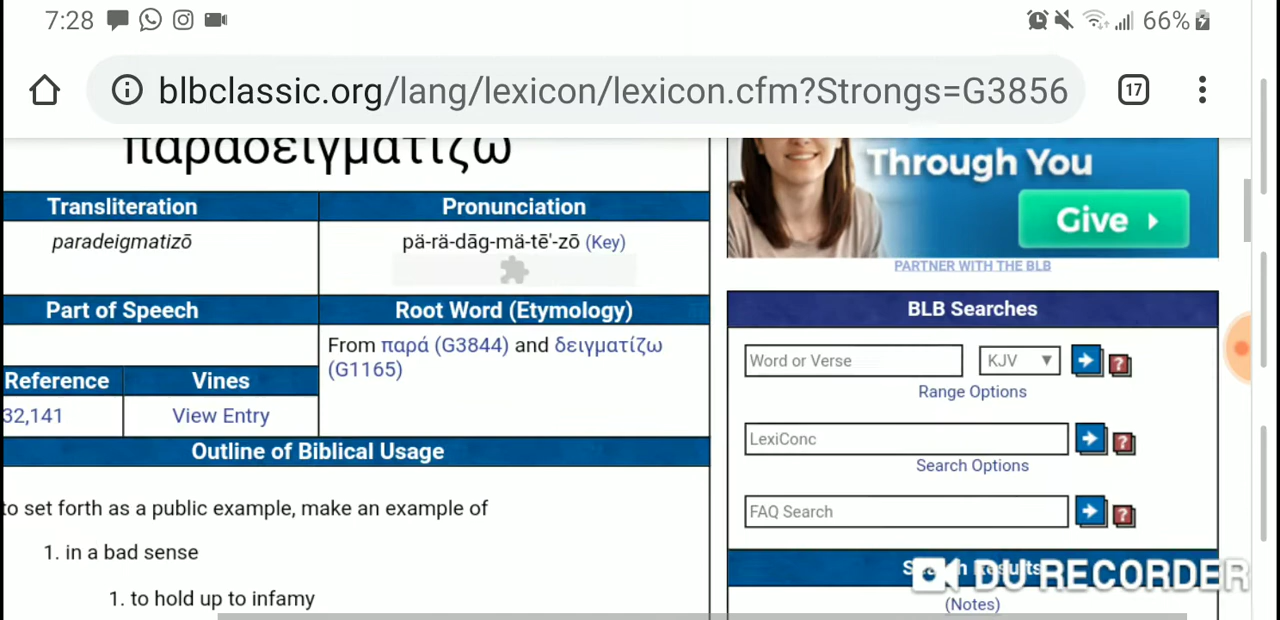 7:28
66%
blbclassic.org/lang/lexicon/lexicon.cfm?Strongs=G3856
17
παραδειγματίζω
Through You
Give
PARTNER WITH THE BLB
Transliteration
Pronunciation
paradeigmatizō
pä-rä-dāg-mä-tē'-zō (Key)
Part of Speech
Root Word (Etymology)
From παρά (G3844) and δειγματίζω
(G1165)
Reference
Vines
32,141
View Entry
Outline of Biblical Usage
to set forth as a public example, make an example of
1. in a bad sense
1. to hold up to infamy
BLB Searches
Word or Verse
KJV
?
Range Options
LexiConc
?
Search Options
FAQ Search
?
Search Results
DU RECORDER
(Notes)